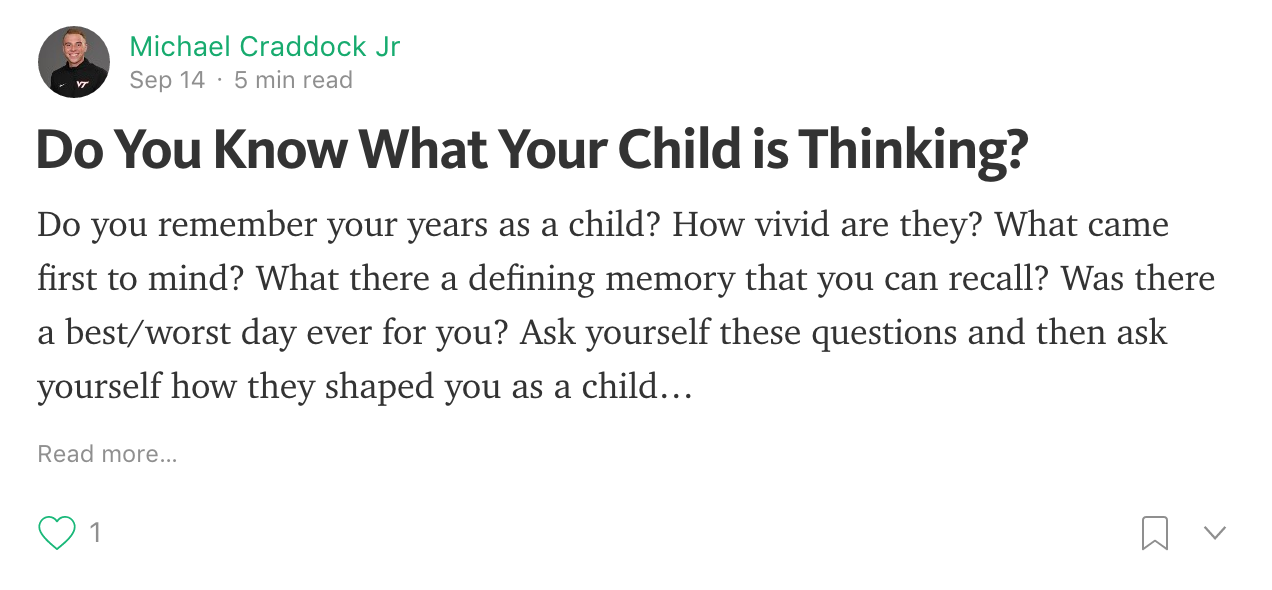 Michael Craddock Jr
Sep 14 · 5 min read
Do You Know What Your Child is Thinking?
Do you remember your years as a child? How vivid are they? What came
first to mind? What there a defining memory that you can recall? Was there
a best/worst day ever for you? Ask yourself these questions and then ask
yourself how they shaped you as a child…
Read more…
1
VT